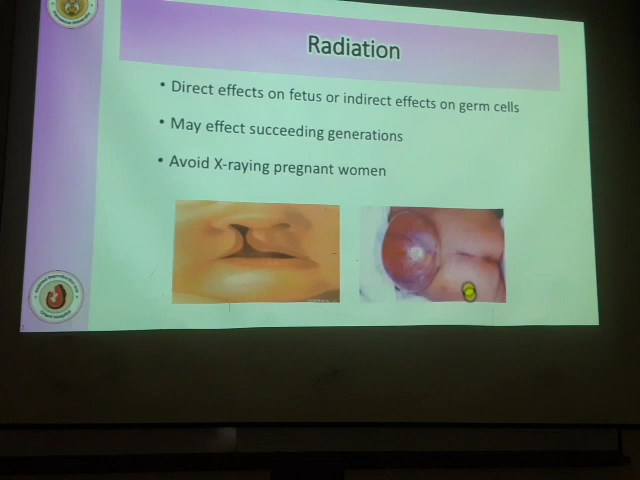 Radiation
• Direct effects on fetus or indirect effects on germ cells
• May effect succeeding generations
• Avoid X-raying pregnant women